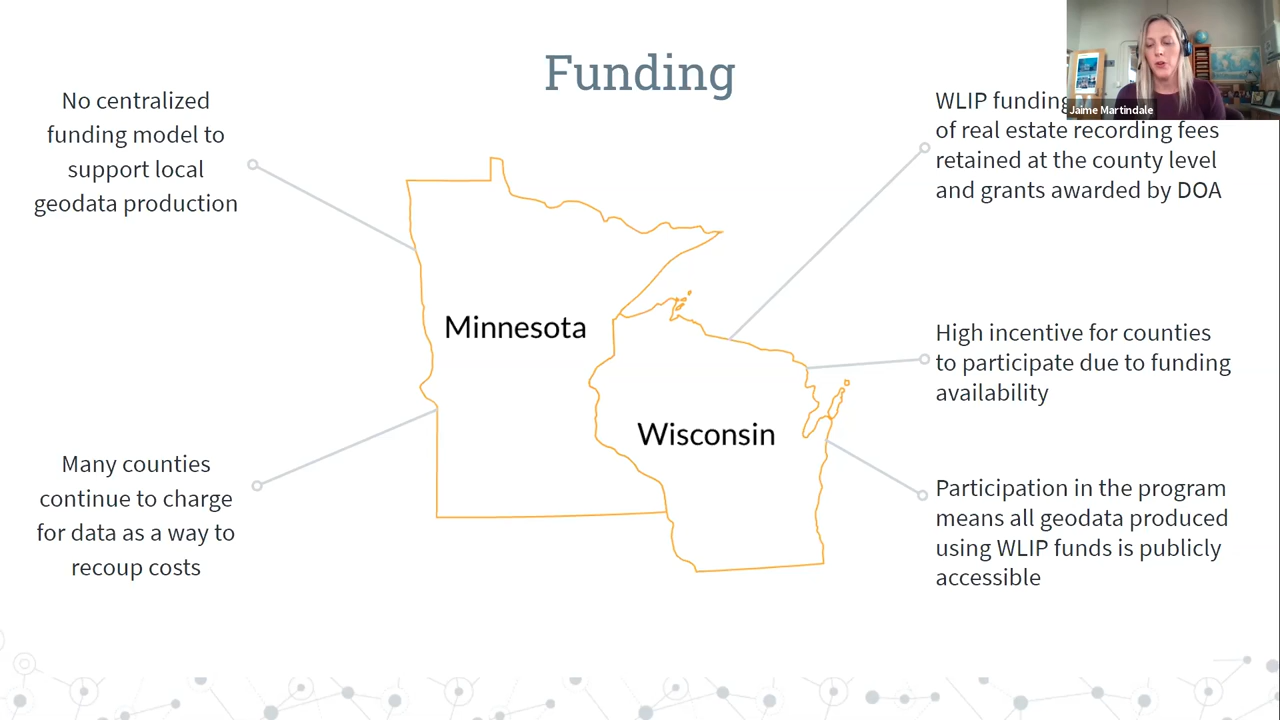 Funding
No centralized
funding model to
support local
geodata production
Many counties
continue to charge
for data as a way to
recoup costs
Minnesota
Wisconsin
WLIP funding
of real estate recording fees
retained at the county level
and grants awarded by DOA
High incentive for counties
to participate due to funding
availability
Participation in the program
means all geodata produced
using WLIP funds is publicly
accessible
Jaime Martindale